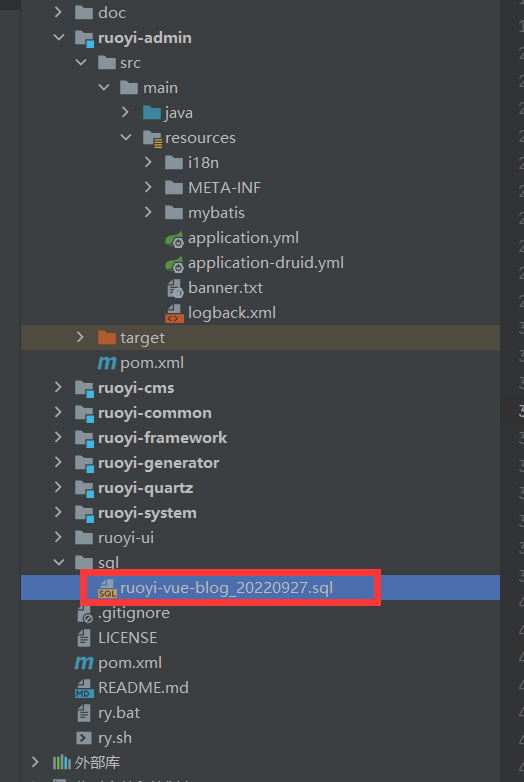 doc
ruoyi-admin
src
main
java
resources
i18n
META-INF
mybatis
application.yml
application-druid.yml
banner.txt
logback.xml
target
pom.xml
ruoyi-cms
ruoyi-common
ruoyi-framework
ruoyi-generator
ruoyi-quartz
ruoyi-system
ruoyi-ui
sql
ruoyi-vue-blog_20220927.sql
.gitignore
LICENSE
pom.xml
README.md
ry.bat
ry.sh
外部库